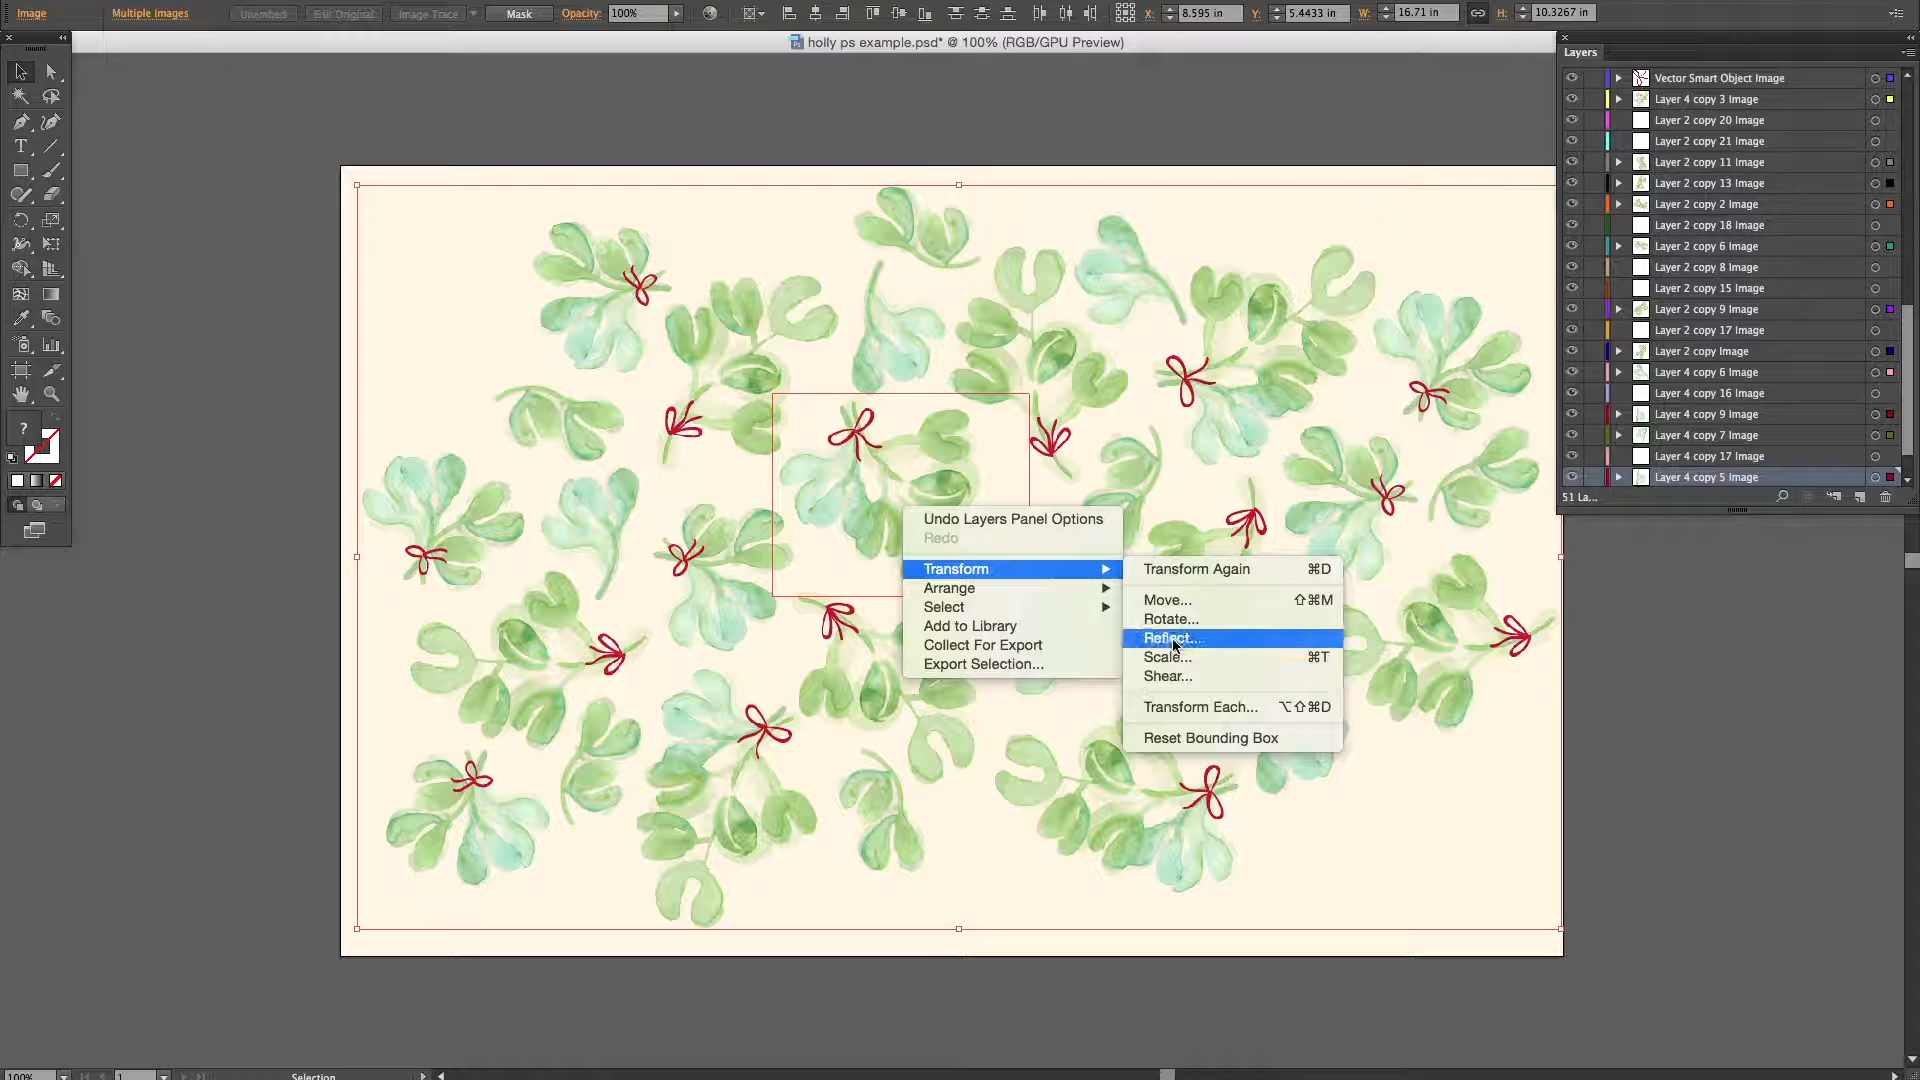 Image
Multiple Images
Unembed
Edit Original
Image Trace
Mask
Opacity: 100%
X: 8.595 in
Y: 5.4433 in
W: 16.71 in
H: 10.3267 in
holly ps example.psd* @ 100% (RGB/GPU Preview)
T
?
Layers
Vector Smart Object Image
Layer 4 copy 3 Image
Layer 2 copy 20 Image
Layer 2 copy 21 Image
Layer 2 copy 11 Image
Layer 2 copy 13 Image
Layer 2 copy 2 Image
Layer 2 copy 18 Image
Layer 2 copy 6 Image
Layer 2 copy 8 Image
Layer 2 copy 15 Image
Layer 2 copy 9 Image
Layer 2 copy 17 Image
Layer 2 copy Image
Layer 4 copy 6 Image
Layer 4 copy 16 Image
Layer 4 copy 9 Image
Layer 4 copy 7 Image
Layer 4 copy 17 Image
Layer 4 copy 5 Image
51 La...
Undo Layers Panel Options
Redo
Transform
Arrange
Select
Add to Library
Collect For Export
Export Selection...
Transform Again ⌘D
Move... ⇧⌘M
Rotate...
Reflect...
Scale... ⌘T
Shear...
Transform Each... ⌥⇧⌘D
Reset Bounding Box
100%
1
Selection